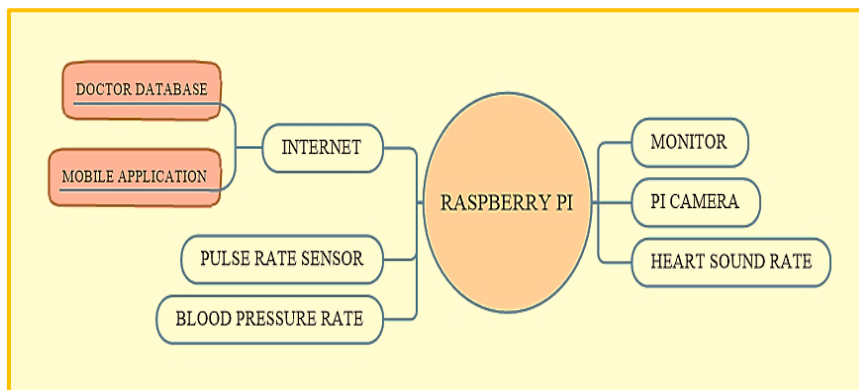 DOCTOR DATABASE
MOBILE APPLICATION
INTERNET
PULSE RATE SENSOR
BLOOD PRESSURE RATE
RASPBERRY PI
MONITOR
PI CAMERA
HEART SOUND RATE